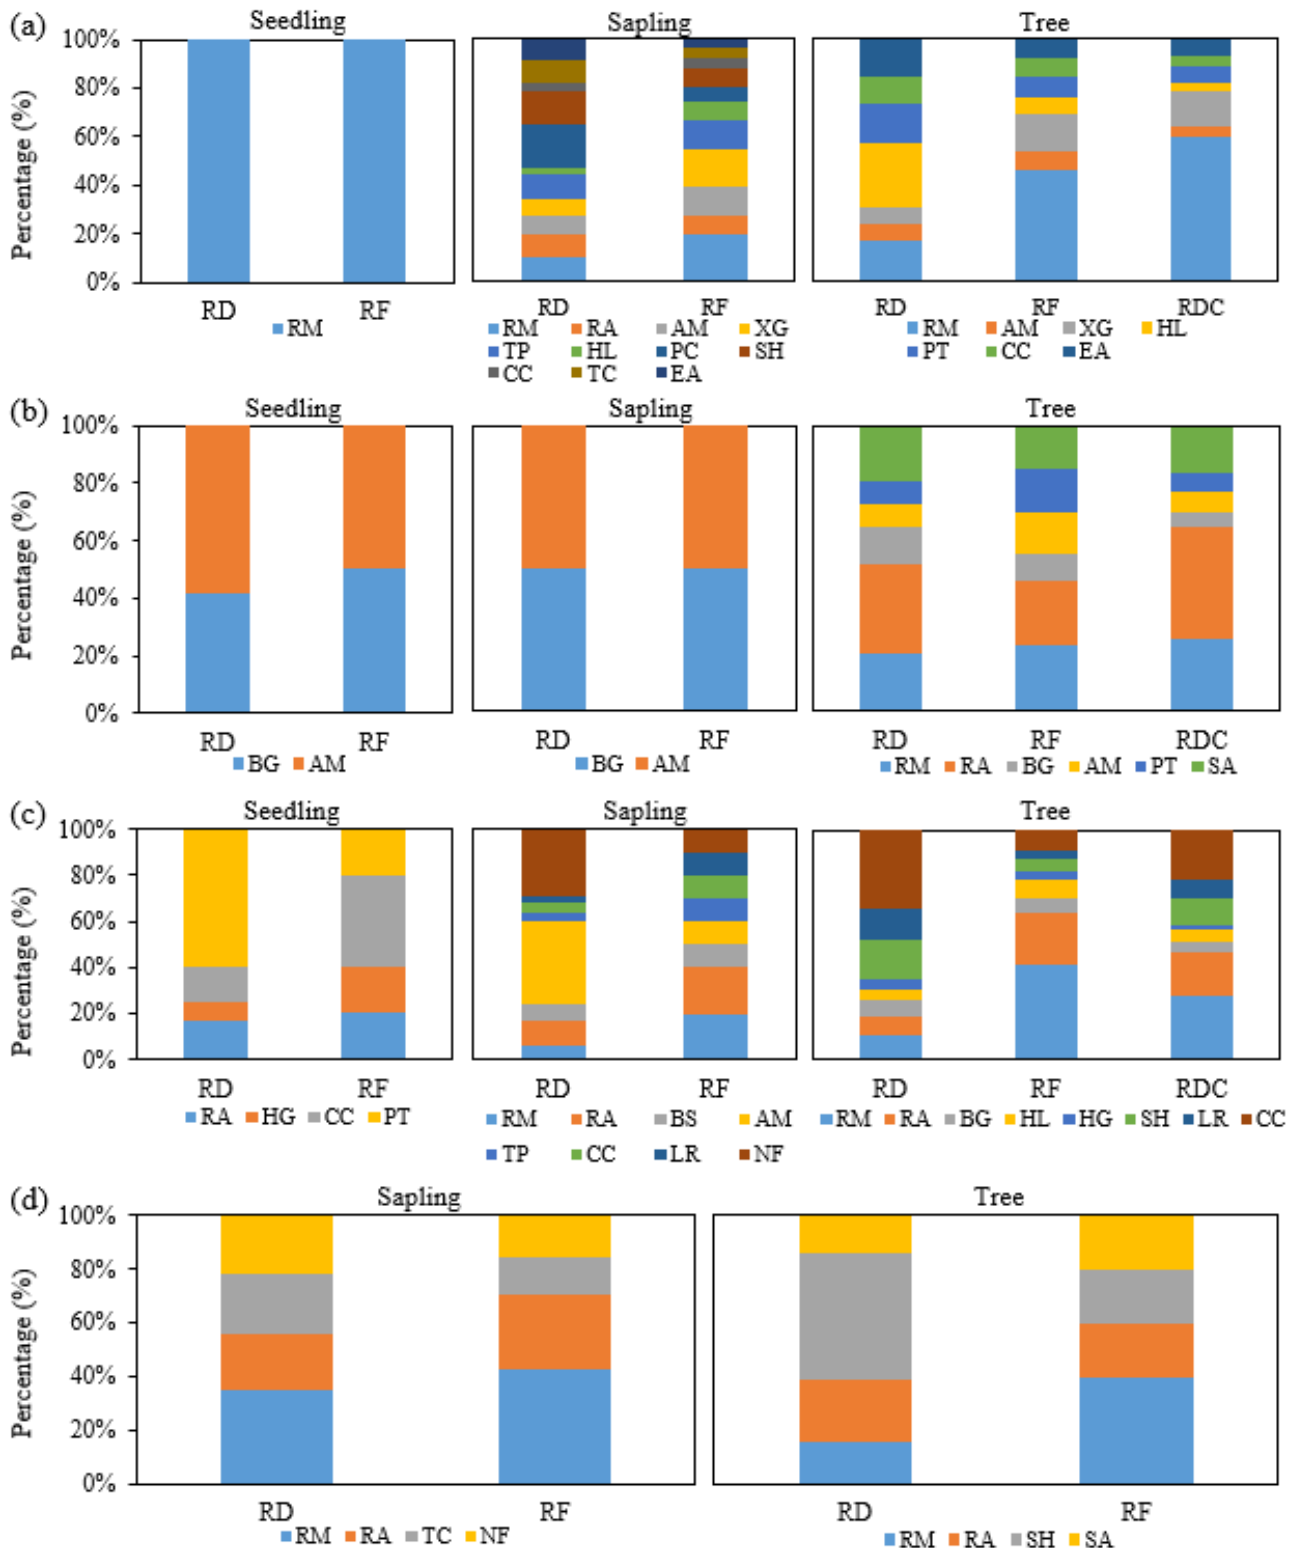 (a)
Seedling Sapling Tree
Percentage (%)
100%
80%
60%
40%
20%
0%
RD RF RD RF RD RF RDC
RM
RM RA AM XG
TP HL PC SH
CC TC EA
RM AM XG HL
PT CC EA
(b)
Seedling Sapling Tree
Percentage (%)
100%
80%
60%
40%
20%
0%
RD RF RD RF RD RF RDC
BG AM
BG AM
RM RA BG AM PT SA
(c)
Seedling Sapling Tree
Percentage (%)
100%
80%
60%
40%
20%
0%
RD RF RD RF RD RF RDC
RA HG CC PT
RM RA BS AM
TP CC LR NF
RM RA BG HL HG SH LR CC
(d)
Sapling Tree
Percentage (%)
100%
80%
60%
40%
20%
0%
RD RF RD RF
RM RA TC NF
RM RA SH SA